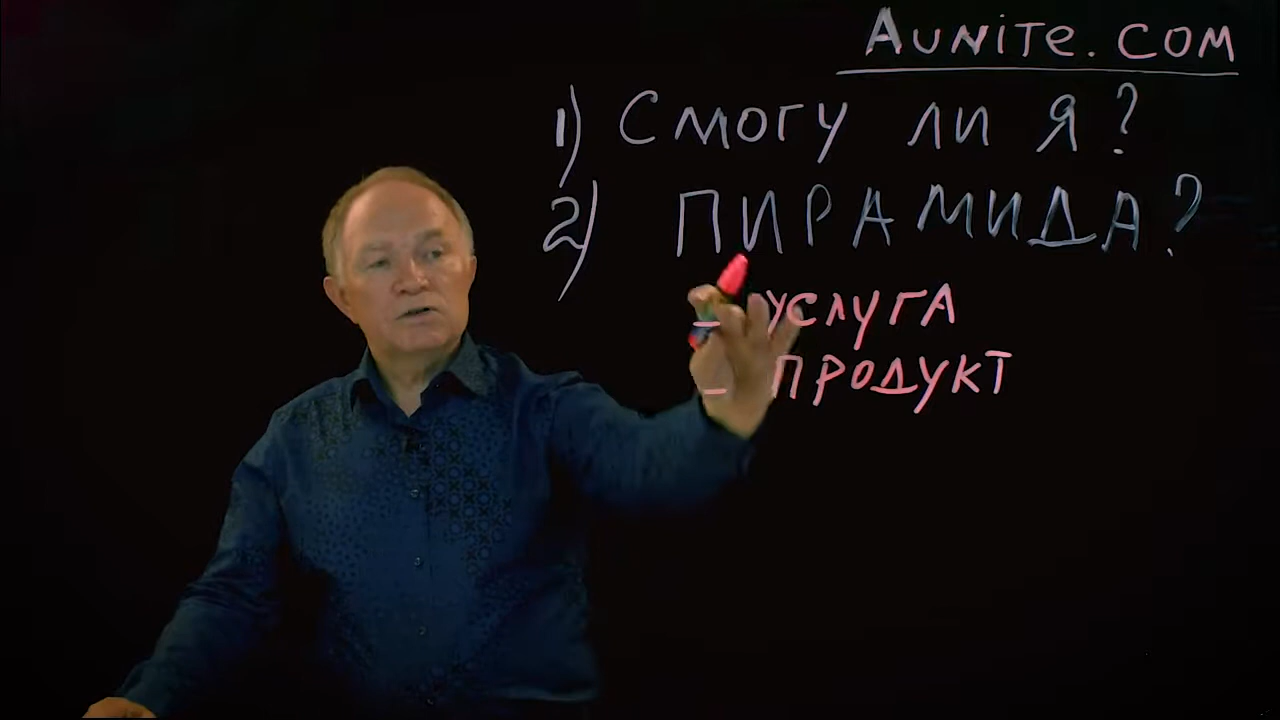 AUNITE.COM
1) СМОГУ ЛИ Я?
2) ПИРАМИДА?
- УСЛУГА
- ПРОДУКТ